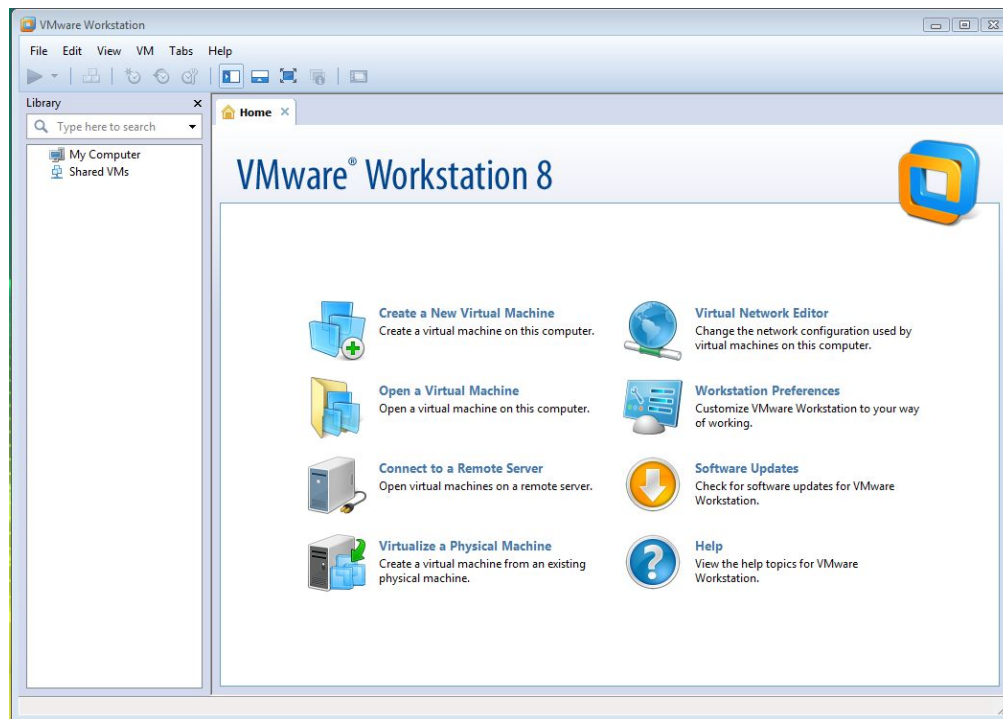 VMware Workstation
File Edit View VM Tabs Help
Library
Type here to search
My Computer
Shared VMs
Home
VMware® Workstation 8
Create a New Virtual Machine
Create a virtual machine on this computer.
Open a Virtual Machine
Open a virtual machine on this computer.
Connect to a Remote Server
Open virtual machines on a remote server.
Virtualize a Physical Machine
Create a virtual machine from an existing
physical machine.
Virtual Network Editor
Change the network configuration used by
virtual machines on this computer.
Workstation Preferences
Customize VMware Workstation to your way
of working.
Software Updates
Check for software updates for VMware
Workstation.
Help
View the help topics for VMware
Workstation.